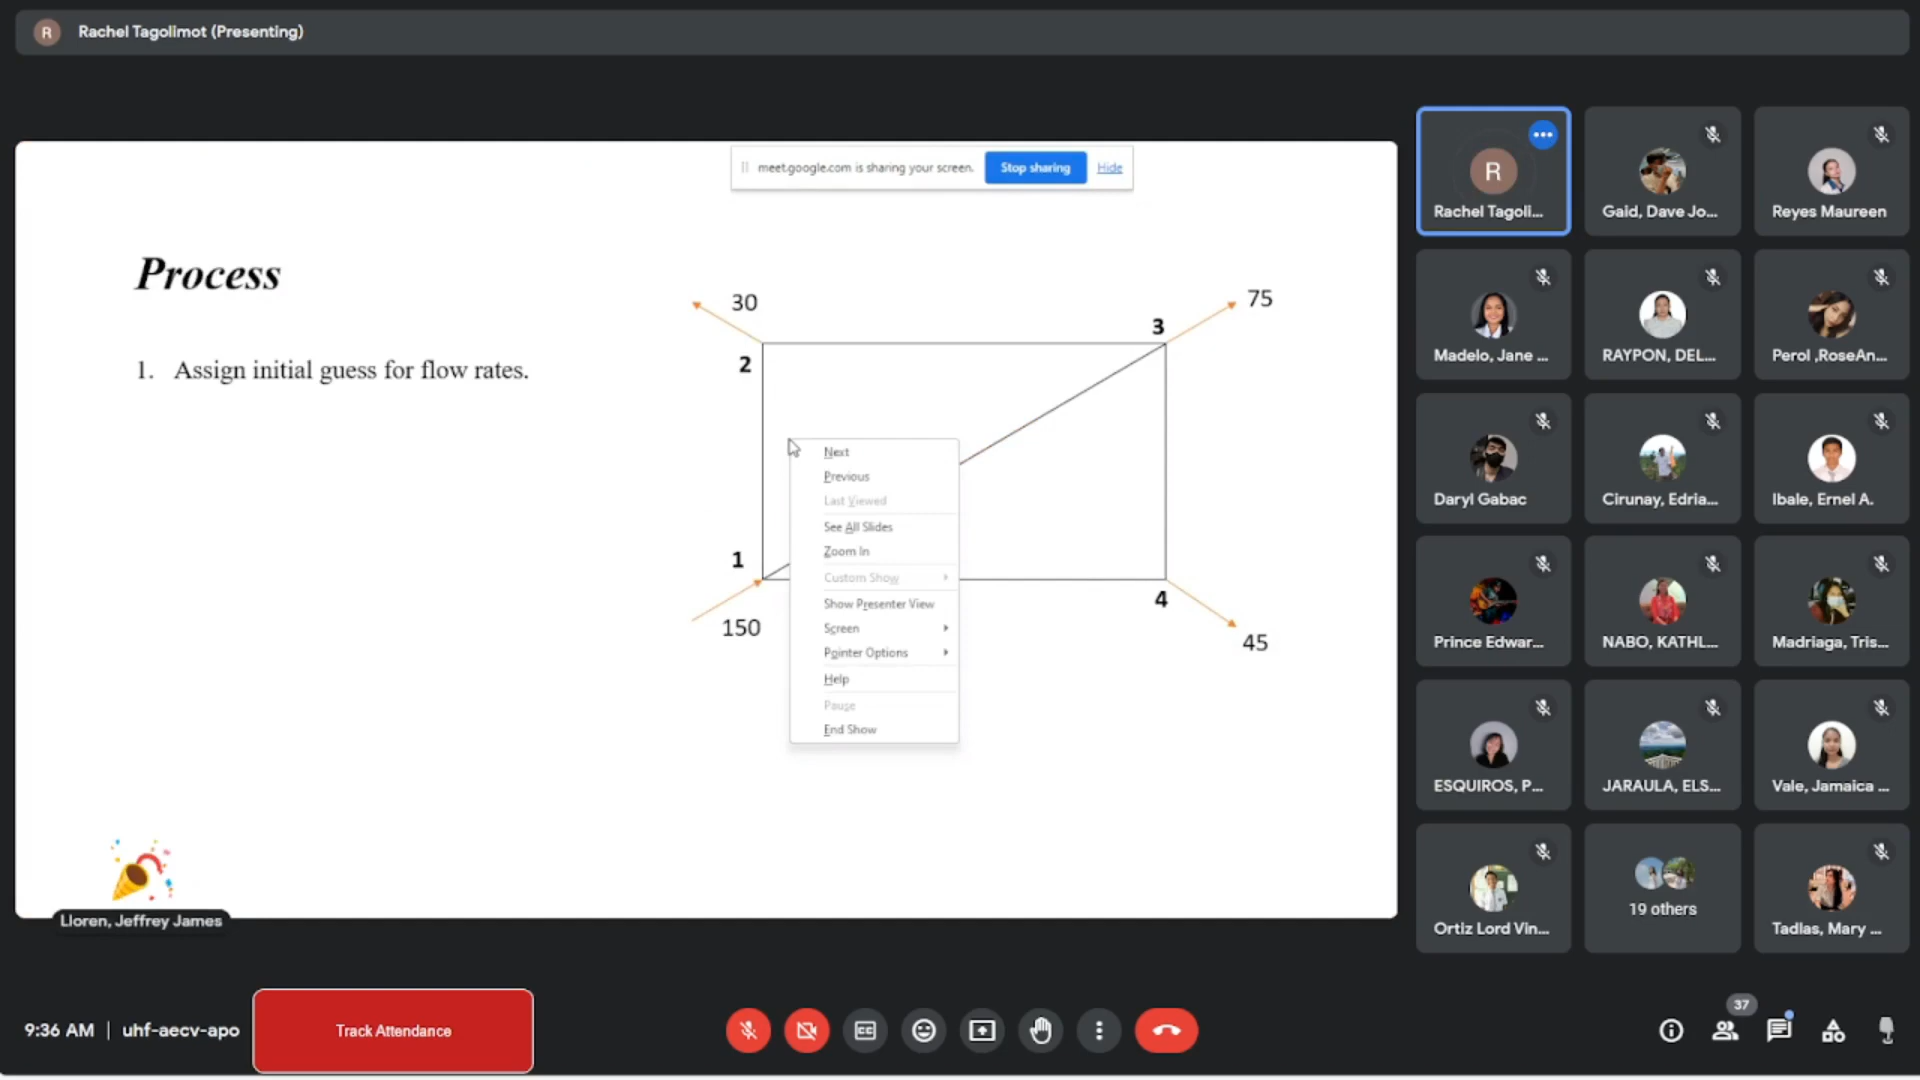 R
Rachel Tagolimot (Presenting)
meet.google.com is sharing your screen.
Stop sharing
Hide
Process
1. Assign initial guess for flow rates.
30
75
3
2
1
150
4
45
Next
Previous
Last Viewed
See All Slides
Zoom In
Custom Show
Show Presenter View
Screen
Pointer Options
Help
Pause
End Show
Lloren, Jeffrey James
R
Rachel Tagoli...
Gaid, Dave Jo...
Reyes Maureen
Madelo, Jane ...
RAYPON, DEL...
Perol ,RoseAn...
Daryl Gabac
Cirunay, Edria...
Ibale, Ernel A.
Prince Edwar...
NABO, KATHL...
Madriaga, Tris...
ESQUIROS, P...
JARAULA, ELS...
Vale, Jamaica ...
Ortiz Lord Vin...
19 others
Tadlas, Mary ...
9:36 AM | uhf-aecv-apo
Track Attendance
CC
37